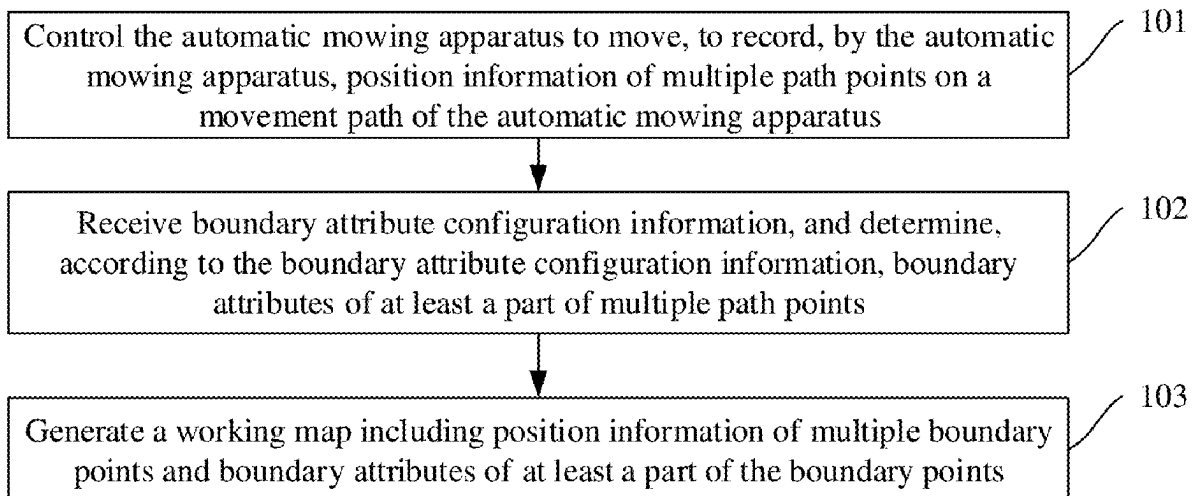 Control the automatic mowing apparatus to move, to record, by the automatic
mowing apparatus, position information of multiple path points on a
movement path of the automatic mowing apparatus
101
Receive boundary attribute configuration information, and determine,
according to the boundary attribute configuration information, boundary
attributes of at least a part of multiple path points
102
Generate a working map including position information of multiple boundary
points and boundary attributes of at least a part of the boundary points
103